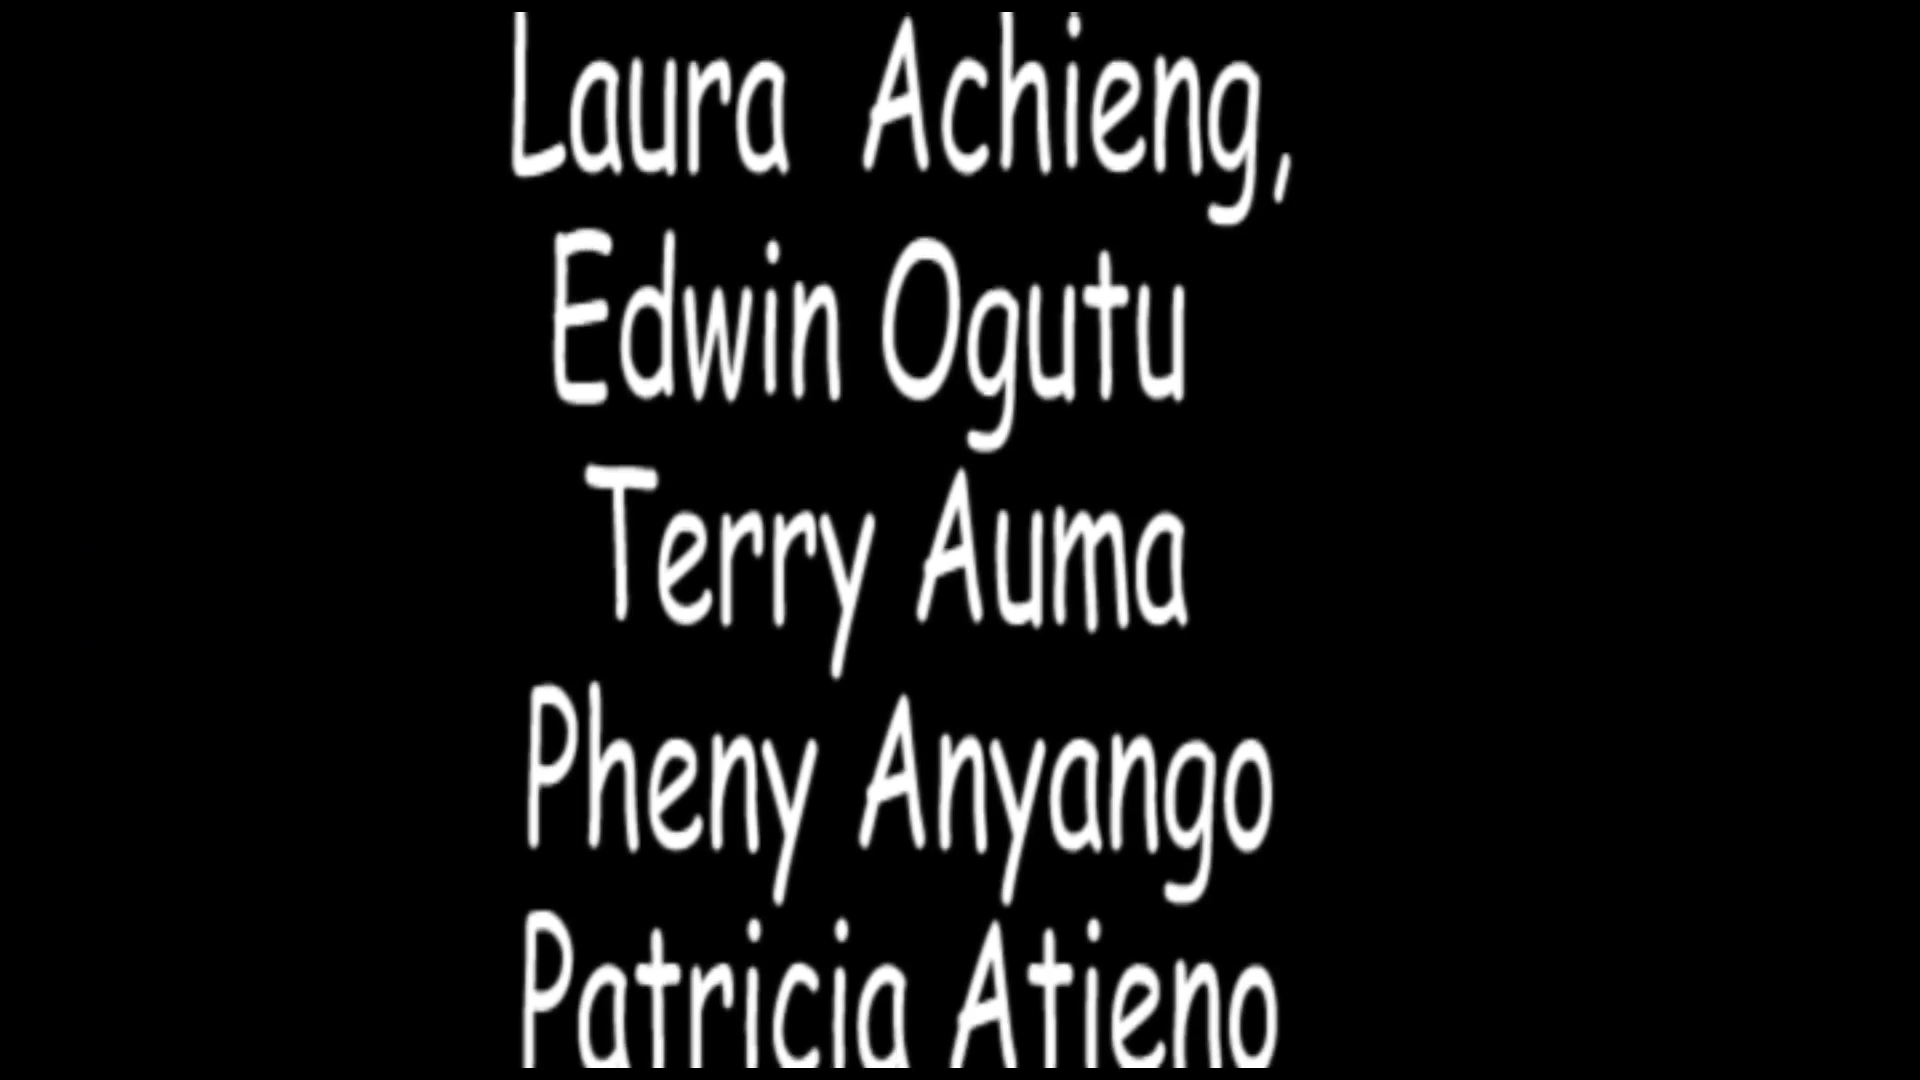 Laura Achieng,
Edwin Ogutu
Terry Auma
Pheny Anyango
Patricia Atieno